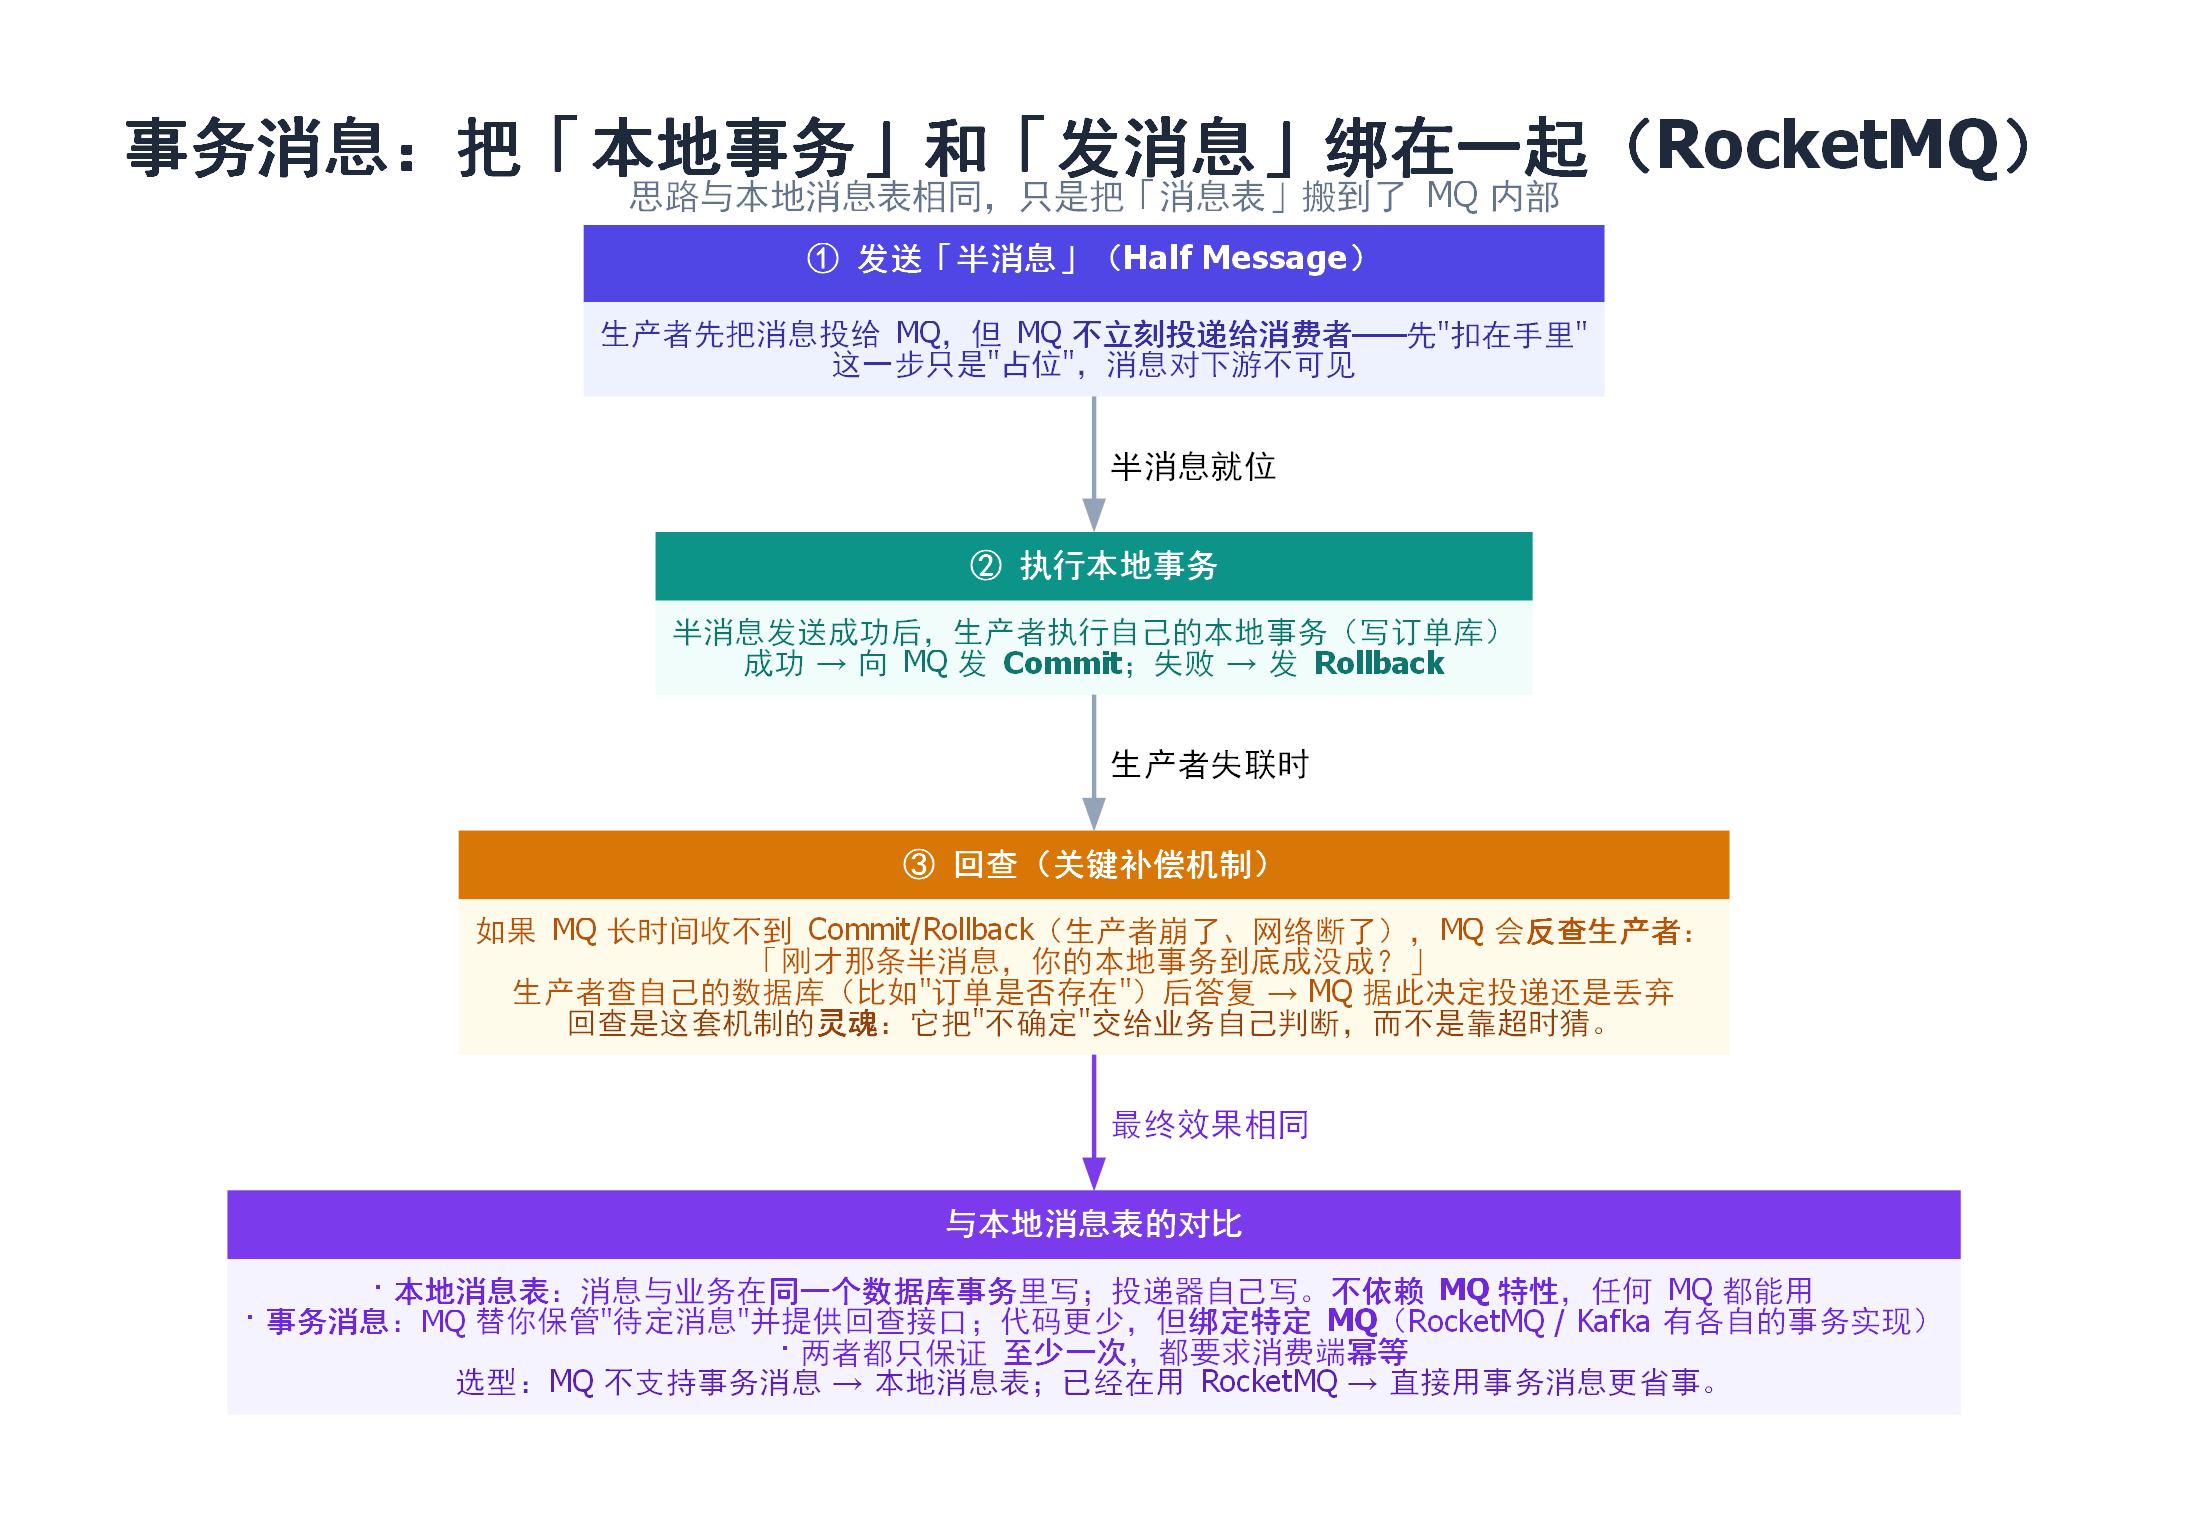 事务消息：把「本地事务」和「发消息」绑在一起（RocketMQ）
思路与本地消息表相同，只是把「消息表」搬到了 MQ 内部
① 发送「半消息」（Half Message）
生产者先把消息投给 MQ，但 MQ 不立刻投递给消费者——先"扣在手里"
这一步只是"占位"，消息对下游不可见
半消息就位
② 执行本地事务
半消息发送成功后，生产者执行自己的本地事务（写订单库）
成功 → 向 MQ 发 Commit；失败 → 发 Rollback
生产者失联时
③ 回查（关键补偿机制）
如果 MQ 长时间收不到 Commit/Rollback（生产者崩了、网络断了），MQ 会反查生产者：
「刚才那条半消息，你的本地事务到底成没成？」
生产者查自己的数据库（比如"订单是否存在"）后答复 → MQ 据此决定投递还是丢弃
回查是这套机制的灵魂：它把"不确定"交给业务自己判断，而不是靠超时猜。
最终效果相同
与本地消息表的对比
· 本地消息表：消息与业务在同一个数据库事务里写；投递器自己写。不依赖 MQ 特性，任何 MQ 都能用
· 事务消息：MQ 替你保管"待定消息"并提供回查接口；代码更少，但绑定特定 MQ（RocketMQ / Kafka 有各自的事务实现）
· 两者都只保证 至少一次，都要求消费端幂等
选型：MQ 不支持事务消息 → 本地消息表；已经在用 RocketMQ → 直接用事务消息更省事。